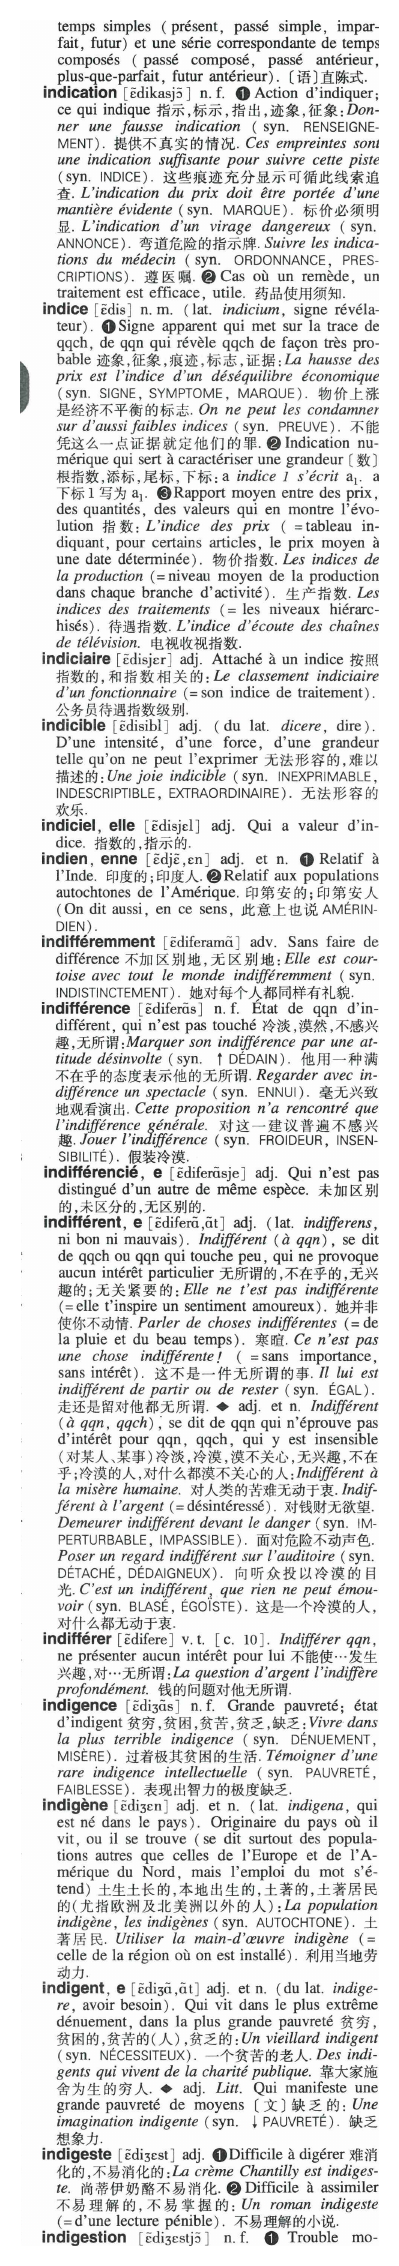 temps simples ( présent, passé simple, impar-
fait, futur) et une série correspondante de temps
composés ( passé composé, passé antérieur,
plus-que-parfait, futur antérieur). 〔语〕直陈式.
indication [ɛ̃dikasjɔ̃] n. f. ❶ Action d'indiquer;
ce qui indique 指示,标示,指出,迹象,征象:Don-
ner une fausse indication ( syn. RENSEIGNE-
MENT). 提供不真实的情况. Ces empreintes sont
une indication suffisante pour suivre cette piste
(syn. INDICE). 这些痕迹充分显示可循此线索追
查. L'indication du prix doit être portée d'une
mantière évidente (syn. MARQUE). 标价必须明
显. L'indication d'un virage dangereux ( syn.
ANNONCE). 弯道危险的指示牌. Suivre les indica-
tions du médecin ( syn. ORDONNANCE, PRES-
CRIPTIONS). 遵医嘱. ❷ Cas où un remède, un
traitement est efficace, utile. 药品使用须知.
indice [ɛ̃dis] n. m. (lat. indicium, signe révéla-
teur). ❶Signe apparent qui met sur la trace de
qqch, de qqn qui révèle qqch de façon très pro-
bable 迹象,征象,痕迹,标志,证据:La hausse des
prix est l'indice d'un déséquilibre économique
(syn. SIGNE, SYMPTOME, MARQUE). 物价上涨
是经济不平衡的标志. On ne peut les condamner
sur d'aussi faibles indices (syn. PREUVE). 不能
凭这么一点证据就定他们的罪. ❷ Indication nu-
mérique qui sert à caractériser une grandeur〔数〕
根指数,添标,尾标,下标:a indice 1 s'écrit a₁. a
下标1写为 a₁. ❸Rapport moyen entre des prix,
des quantités, des valeurs qui en montre l'évo-
lution 指数: L'indice des prix ( = tableau in-
diquant, pour certains articles, le prix moyen à
une date déterminée). 物价指数. Les indices de
la production (= niveau moyen de la production
dans chaque branche d'activité). 生产指数. Les
indices des traitements (= les niveaux hiérarc-
hisés). 待遇指数. L'indice d'écoute des chaînes
de télévision. 电视收视指数.
indiciaire [ɛ̃disjɛr] adj. Attaché à un indice 按照
指数的,和指数相关的:Le classement indiciaire
d'un fonctionnaire (= son indice de traitement).
公务员待遇指数级别.
indicible [ɛ̃disibl] adj. ( du lat. dicere, dire).
D'une intensité, d'une force, d'une grandeur
telle qu'on ne peut l'exprimer 无法形容的,难以
描述的:Une joie indicible (syn. INEXPRIMABLE,
INDESCRIPTIBLE, EXTRAORDINAIRE). 无法形容的
欢乐.
indiciel, elle [ɛ̃disjɛl] adj. Qui a valeur d'in-
dice. 指数的,指示的.
indien, enne [ɛ̃djɛ̃,ɛn] adj. et n. ❶ Relatif à
l'Inde. 印度的;印度人.❷Relatif aux populations
autochtones de l'Amérique. 印第安的;印第安人
(On dit aussi, en ce sens, 此意上也说 AMÉRIN-
DIEN).
indifféremment [ɛ̃diferamɑ̃] adv. Sans faire de
différence 不加区别地,无区别地:Elle est cour-
toise avec tout le monde indifféremment ( syn.
INDISTINCTEMENT). 她对每个人都同样有礼貌.
indifférence [ɛ̃diferɑ̃s] n. f. État de qqn d'in-
différent, qui n'est pas touché 冷淡,漠然,不感兴
趣,无所谓:Marquer son indifférence par une at-
titude désinvolte (syn. ↑DÉDAIN). 他用一种满
不在乎的态度表示他的无所谓. Regarder avec in-
différence un spectacle (syn. ENNUI). 毫无兴致
地观看演出. Cette proposition n'a rencontré que
l'indifférence générale. 对这一建议普遍不感兴
趣. Jouer l'indifférence (syn. FROIDEUR, INSEN-
SIBILITÉ). 假装冷漠.
indifférencié, e [ɛ̃diferɑ̃sje] adj. Qui n'est pas
distingué d'un autre de même espèce. 未加区别
的,未区分的,无区别的.
indifférent, e [ɛ̃diferɑ̃,ɑ̃t] adj. (lat. indifferens,
ni bon ni mauvais). Indifférent (à qqn), se dit
de qqch ou qqn qui touche peu, qui ne provoque
aucun intérêt particulier 无所谓的,不在乎的,无兴
趣的;无关紧要的:Elle ne t'est pas indifférente
(= elle t'inspire un sentiment amoureux). 她并非
使你不动情. Parler de choses indifférentes (= de
la pluie et du beau temps). 寒暄. Ce n'est pas
une chose indifférente! ( = sans importance,
sans intérêt). 这不是一件无所谓的事. Il lui est
indifférent de partir ou de rester (syn. ÉGAL).
走还是留对他都无所谓. ◆ adj. et n. Indifférent
(à qqn, qqch), se dit de qqn qui n'éprouve pas
d'intérêt pour qqn, qqch, qui y est insensible
(对某人、某事)冷淡,冷漠,漠不关心,无兴趣,不在
乎;冷漠的人,对什么都漠不关心的人:Indifférent à
la misère humaine. 对人类的苦难无动于衷. Indif-
férent à l'argent (= désintéressé). 对钱财无欲望.
Demeurer indifférent devant le danger (syn. IM-
PERTURBABLE, IMPASSIBLE). 面对危险不动声色.
Poser un regard indifférent sur l'auditoire (syn.
DÉTACHÉ, DÉDAIGNEUX). 向听众投以冷漠的目
光. C'est un indifférent, que rien ne peut émou-
voir (syn. BLASÉ, ÉGOÏSTE). 这是一个冷漠的人,
对什么都无动于衷.
indifférer [ɛ̃difere] v. t. [c. 10]. Indifférer qqn,
ne présenter aucun intérêt pour lui 不能使…发生
兴趣,对…无所谓:La question d'argent l'indiffère
profondément. 钱的问题对他无所谓.
indigence [ɛ̃diʒɑ̃s] n. f. Grande pauvreté; état
d'indigent 贫穷,贫困,贫苦,贫乏,缺乏:Vivre dans
la plus terrible indigence ( syn. DÉNUEMENT,
MISÈRE). 过着极其贫困的生活. Témoigner d'une
rare indigence intellectuelle ( syn. PAUVRETÉ,
FAIBLESSE). 表现出智力的极度缺乏.
indigène [ɛ̃diʒɛn] adj. et n. ( lat. indigena, qui
est né dans le pays). Originaire du pays où il
vit, ou il se trouve (se dit surtout des popula-
tions autres que celles de l'Europe et de l'A-
mérique du Nord, mais l'emploi du mot s'é-
tend) 土生土长的,本地出生的,土著的,土著居民
的(尤指欧洲及北美洲以外的人):La population
indigène, les indigènes (syn. AUTOCHTONE). 土
著居民. Utiliser la main-d'œuvre indigène (=
celle de la région où on est installé). 利用当地劳
动力.
indigent, e [ɛ̃diʒɑ̃,ɑ̃t] adj. et n. (du lat. indige-
re, avoir besoin). Qui vit dans le plus extrême
dénuement, dans la plus grande pauvreté 贫穷,
贫困的,贫苦的(人),贫乏的:Un vieillard indigent
(syn. NÉCESSITEUX). 一个贫苦的老人. Des indi-
gents qui vivent de la charité publique. 靠大家施
舍为生的穷人. ◆ adj. Litt. Qui manifeste une
grande pauvreté de moyens〔文〕缺乏的: Une
imagination indigente (syn. ↓PAUVRETÉ). 缺乏
想象力.
indigeste [ɛ̃diʒɛst] adj. ❶Difficile à digérer 难消
化的,不易消化的:La crème Chantilly est indiges-
te. 尚蒂伊奶酪不易消化. ❷ Difficile à assimiler
不易理解的,不易掌握的: Un roman indigeste
(= d'une lecture pénible). 不易理解的小说.
indigestion [ɛ̃diʒɛstjɔ̃] n. f. ❶ Trouble mo-